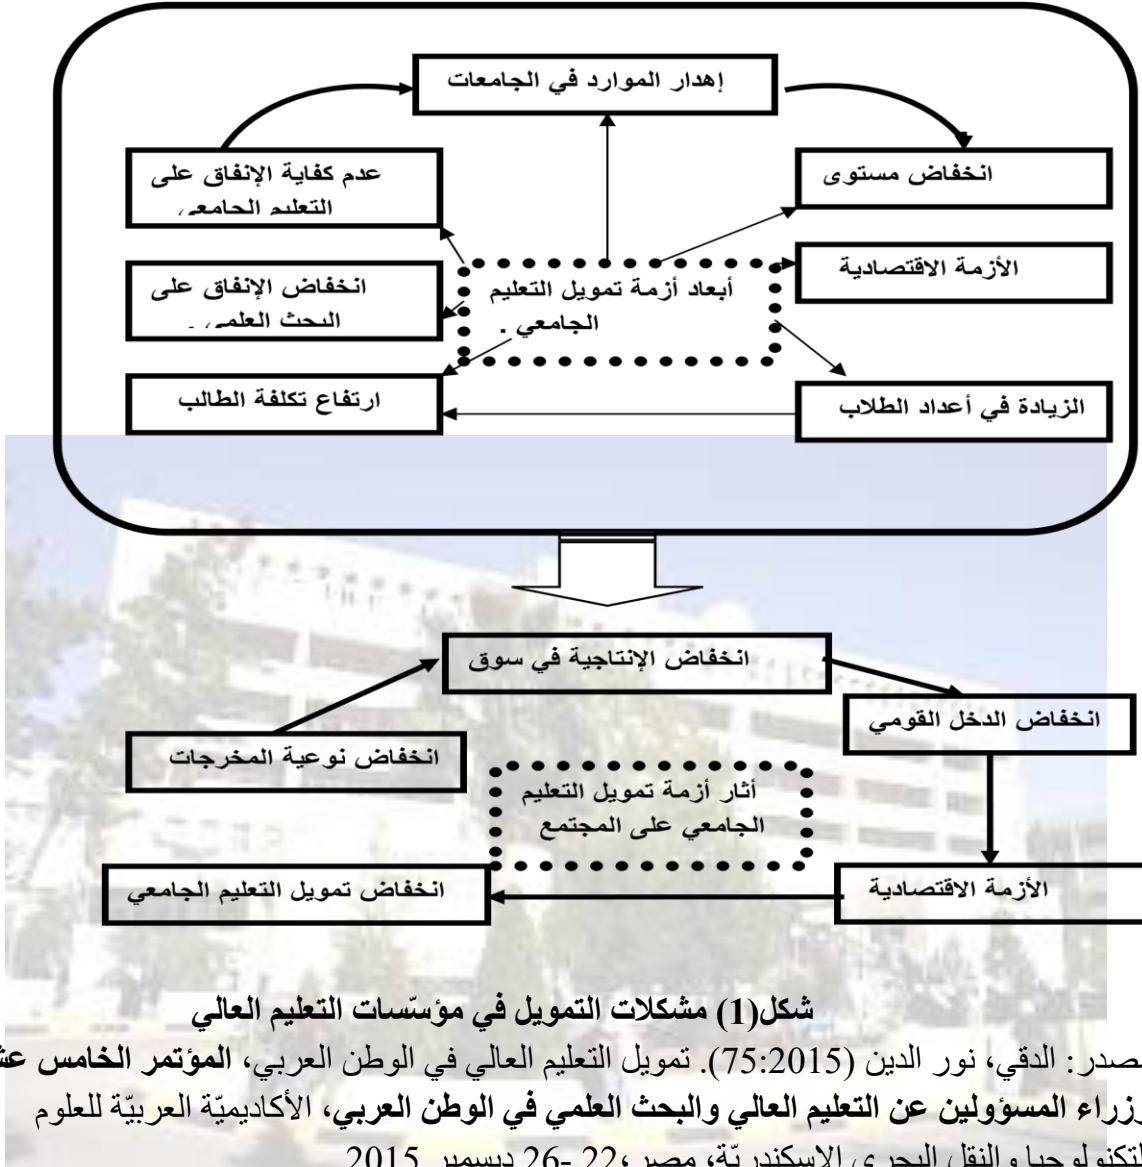 إهدار الموارد في الجامعات
عدم كفاية الإنفاق على
التعليم الجامعي
انخفاض مستوى
الأزمة الاقتصادية
انخفاض الإنفاق على
البحث العلمي .
أبعاد أزمة تمويل التعليم
الجامعي .
ارتفاع تكلفة الطالب
الزيادة في أعداد الطلاب
انخفاض الإنتاجية في سوق
انخفاض الدخل القومي
انخفاض نوعية المخرجات
أثار أزمة تمويل التعليم
الجامعي على المجتمع
الأزمة الاقتصادية
انخفاض تمويل التعليم الجامعي
شكل(1) مشكلات التمويل في مؤسّسات التعليم العالي
صدر: الدقي، نور الدين (75:2015). تمويل التعليم العالي في الوطن العربي، المؤتمر الخامس عش
وزراء المسؤولين عن التعليم العالي والبحث العلمي في الوطن العربي، الأكاديميّة العربيّة للعلوم
تكنولوجيا والنقل البحري الإسكندريّة، مصر، 22- 26 ديسمبر 2015